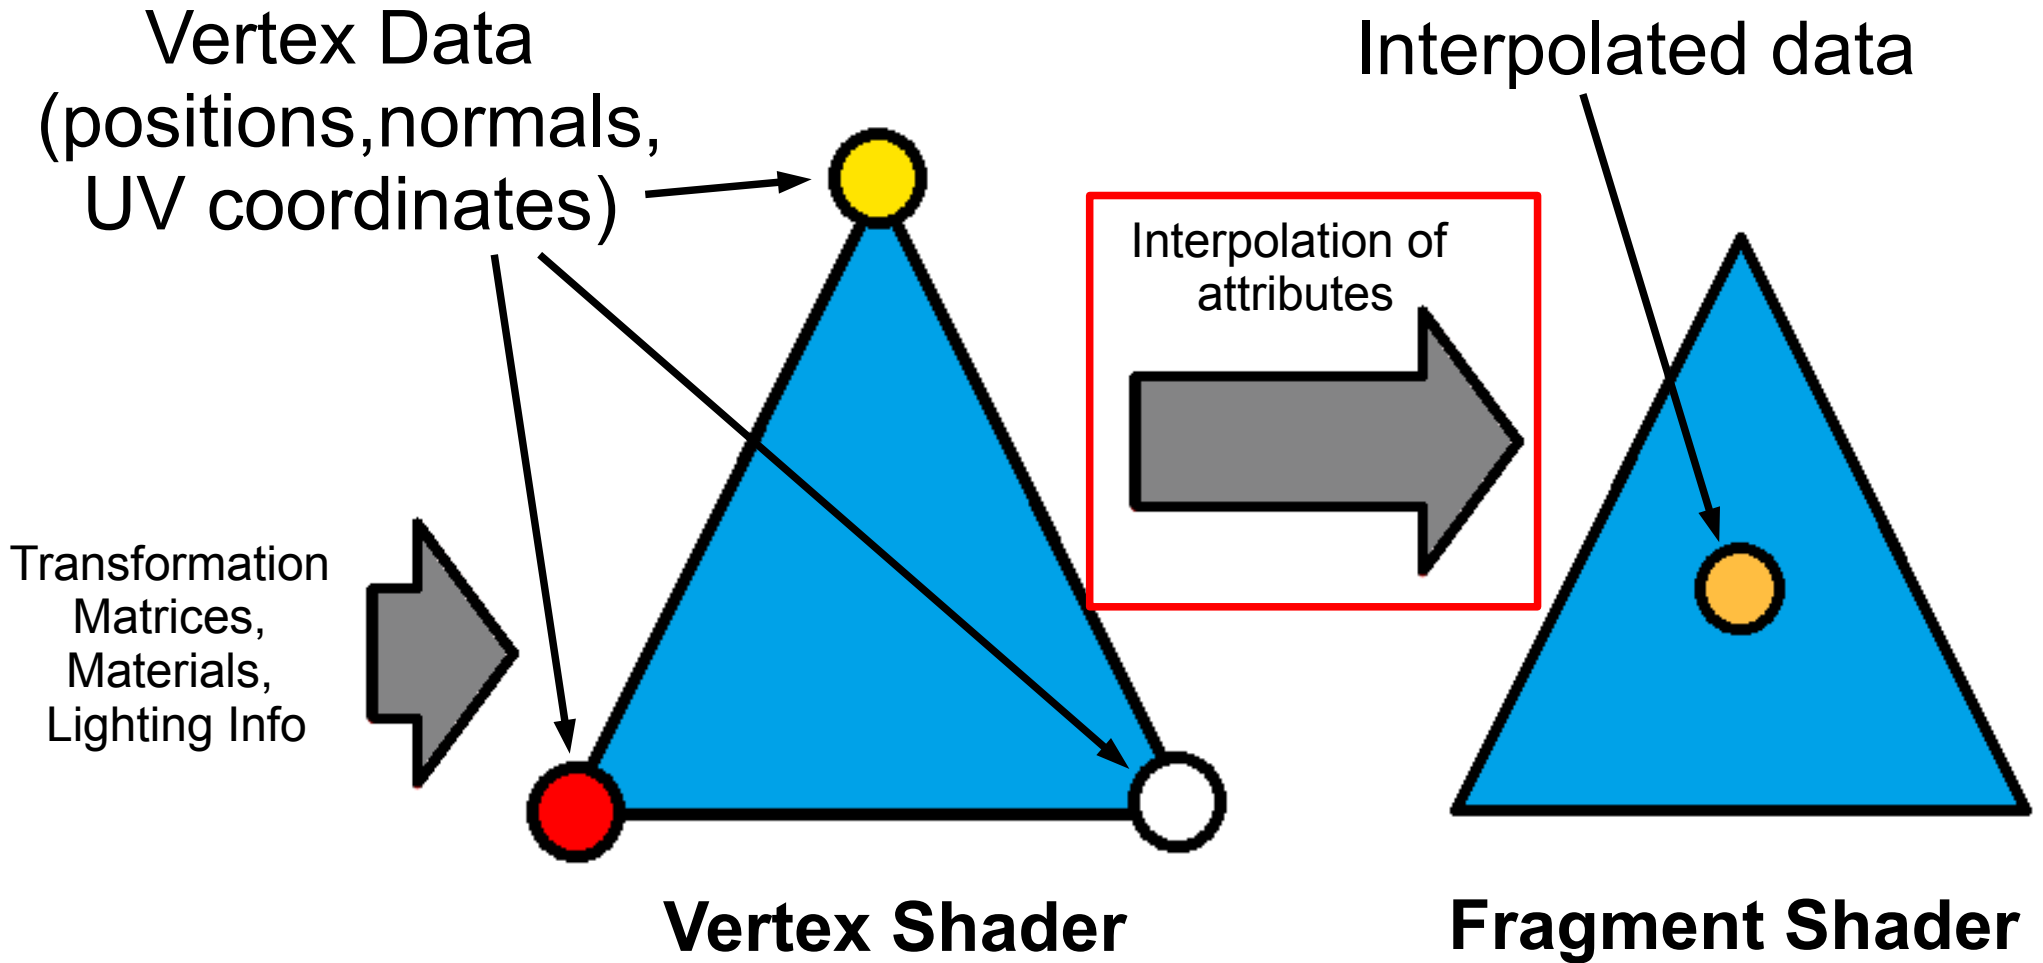 Vertex Data
(positions,normals,
UV coordinates)
Interpolated data
Interpolation of
attributes
Transformation
Matrices,
Materials,
Lighting Info
Vertex Shader
Fragment Shader